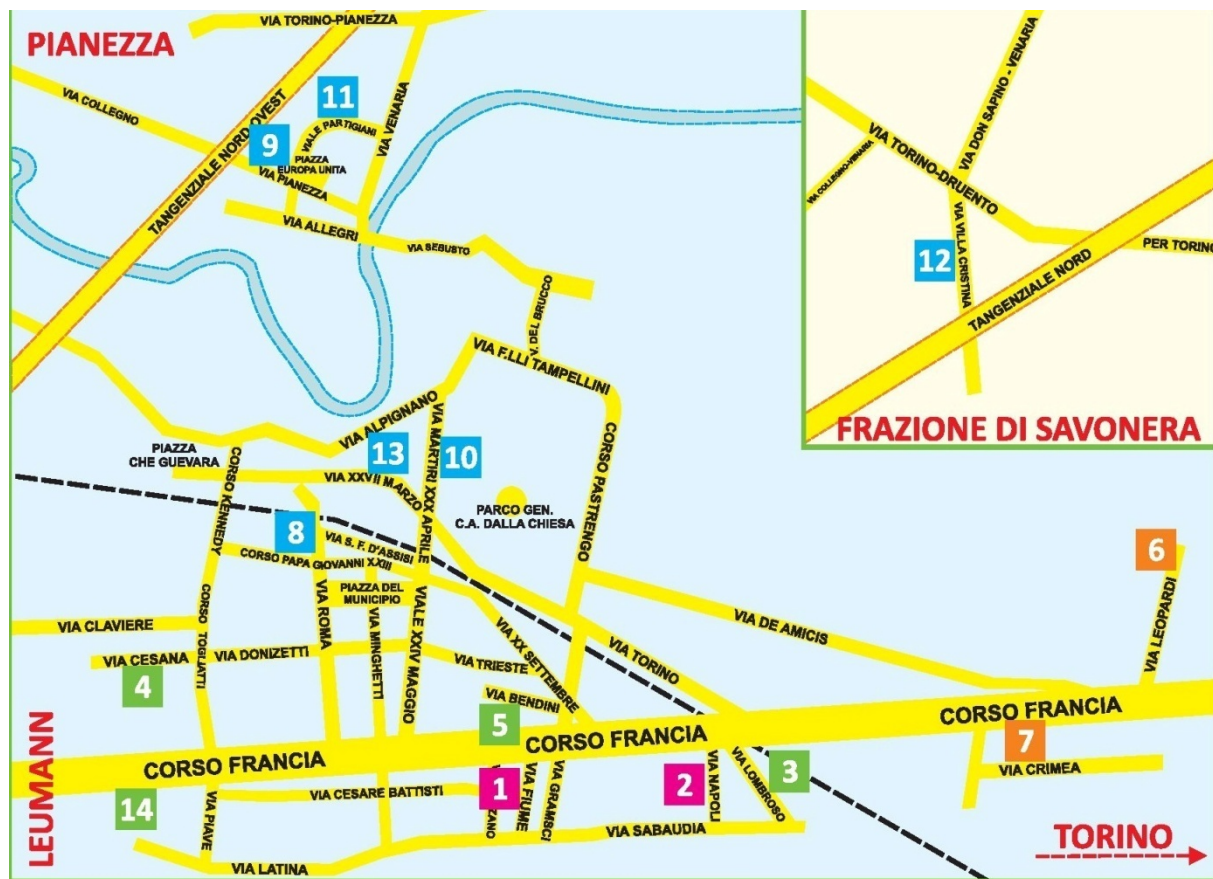 VIA TORINO-PIANEZZA
PIANEZZA
VIA COLLEGNO
TANGENZIALE NORD OVEST
11
VIALE PARTIGIANI
VIA VENARIA
9
PIAZZA
EUROPA UNITA
VIA PIANEZZA
VIA ALLEGRI
VIA SEBUSTO
V. DEL BRUCCO
VIA F.LLI TAMPELLINI
VIA DON SAPINO - VENARIA
VIA TORINO-DRUENTO
VIA COLLEGNO-VENARIA
VIA VILLA CRISTINA
12
PER TORINO
TANGENZIALE NORD
FRAZIONE DI SAVONERA
VIA ALPIGNANO
VIA MARTIRI XXX APRILE
PIAZZA
CHE GUEVARA
CORSO KENNEDY
13
10
VIA XXVII MARZO
CORSO PASTRENGO
PARCO GEN.
C.A. DALLA CHIESA
8
VIA S. F. D'ASSISI
CORSO PAPA GIOVANNI XXIII
6
PIAZZA DEL
MUNICIPIO
VIA ROMA
VIA MINGHETTI
VIALE XXIV MAGGIO
CORSO TOGLIATTI
VIA CLAVIERE
VIA CESANA
VIA DONIZETTI
VIA TRIESTE
VIA XX SETTEMBRE
VIA TORINO
VIA DE AMICIS
VIA LEOPARDI
4
VIA BENDINI
5
CORSO FRANCIA
CORSO FRANCIA
CORSO FRANCIA
LEUMANN
14
VIA PIAVE
VIA CESARE BATTISTI
1
ZANO
VIA FIUME
VIA GRAMSCI
2
VIA NAPOLI
VIA LOMBROSO
3
7
VIA CRIMEA
VIA SABAUDIA
VIA LATINA
TORINO